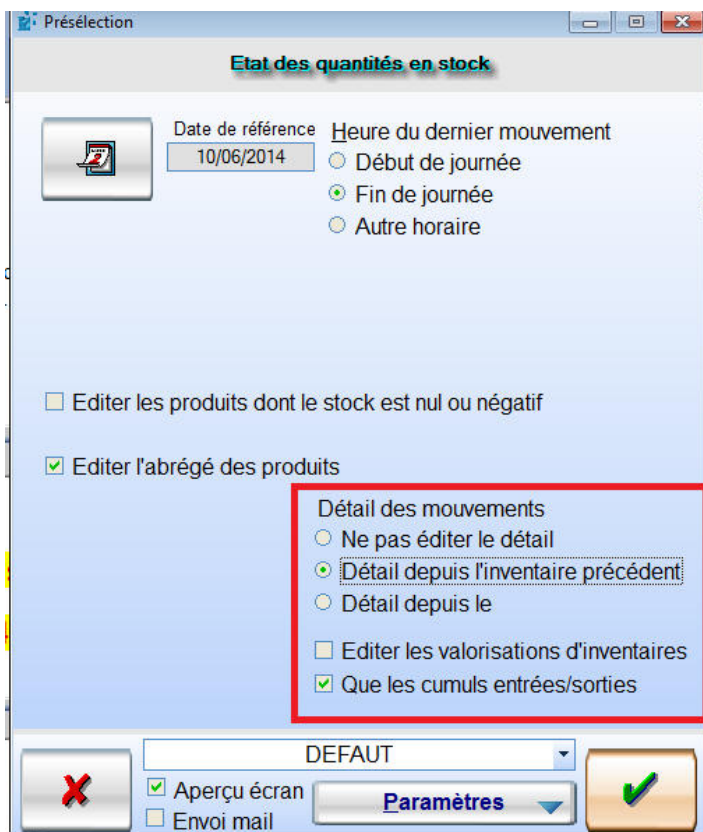 Présélection
Etat des quantités en stock
Date de référence
10/06/2014
Heure du dernier mouvement
Début de journée
Fin de journée
Autre horaire
Editer les produits dont le stock est nul ou négatif
Editer l'abrégé des produits
Détail des mouvements
Ne pas éditer le détail
Détail depuis l'inventaire précédent
Détail depuis le
Editer les valorisations d'inventaires
Que les cumuls entrées/sorties
DEFAUT
Aperçu écran
Paramètres
Envoi mail